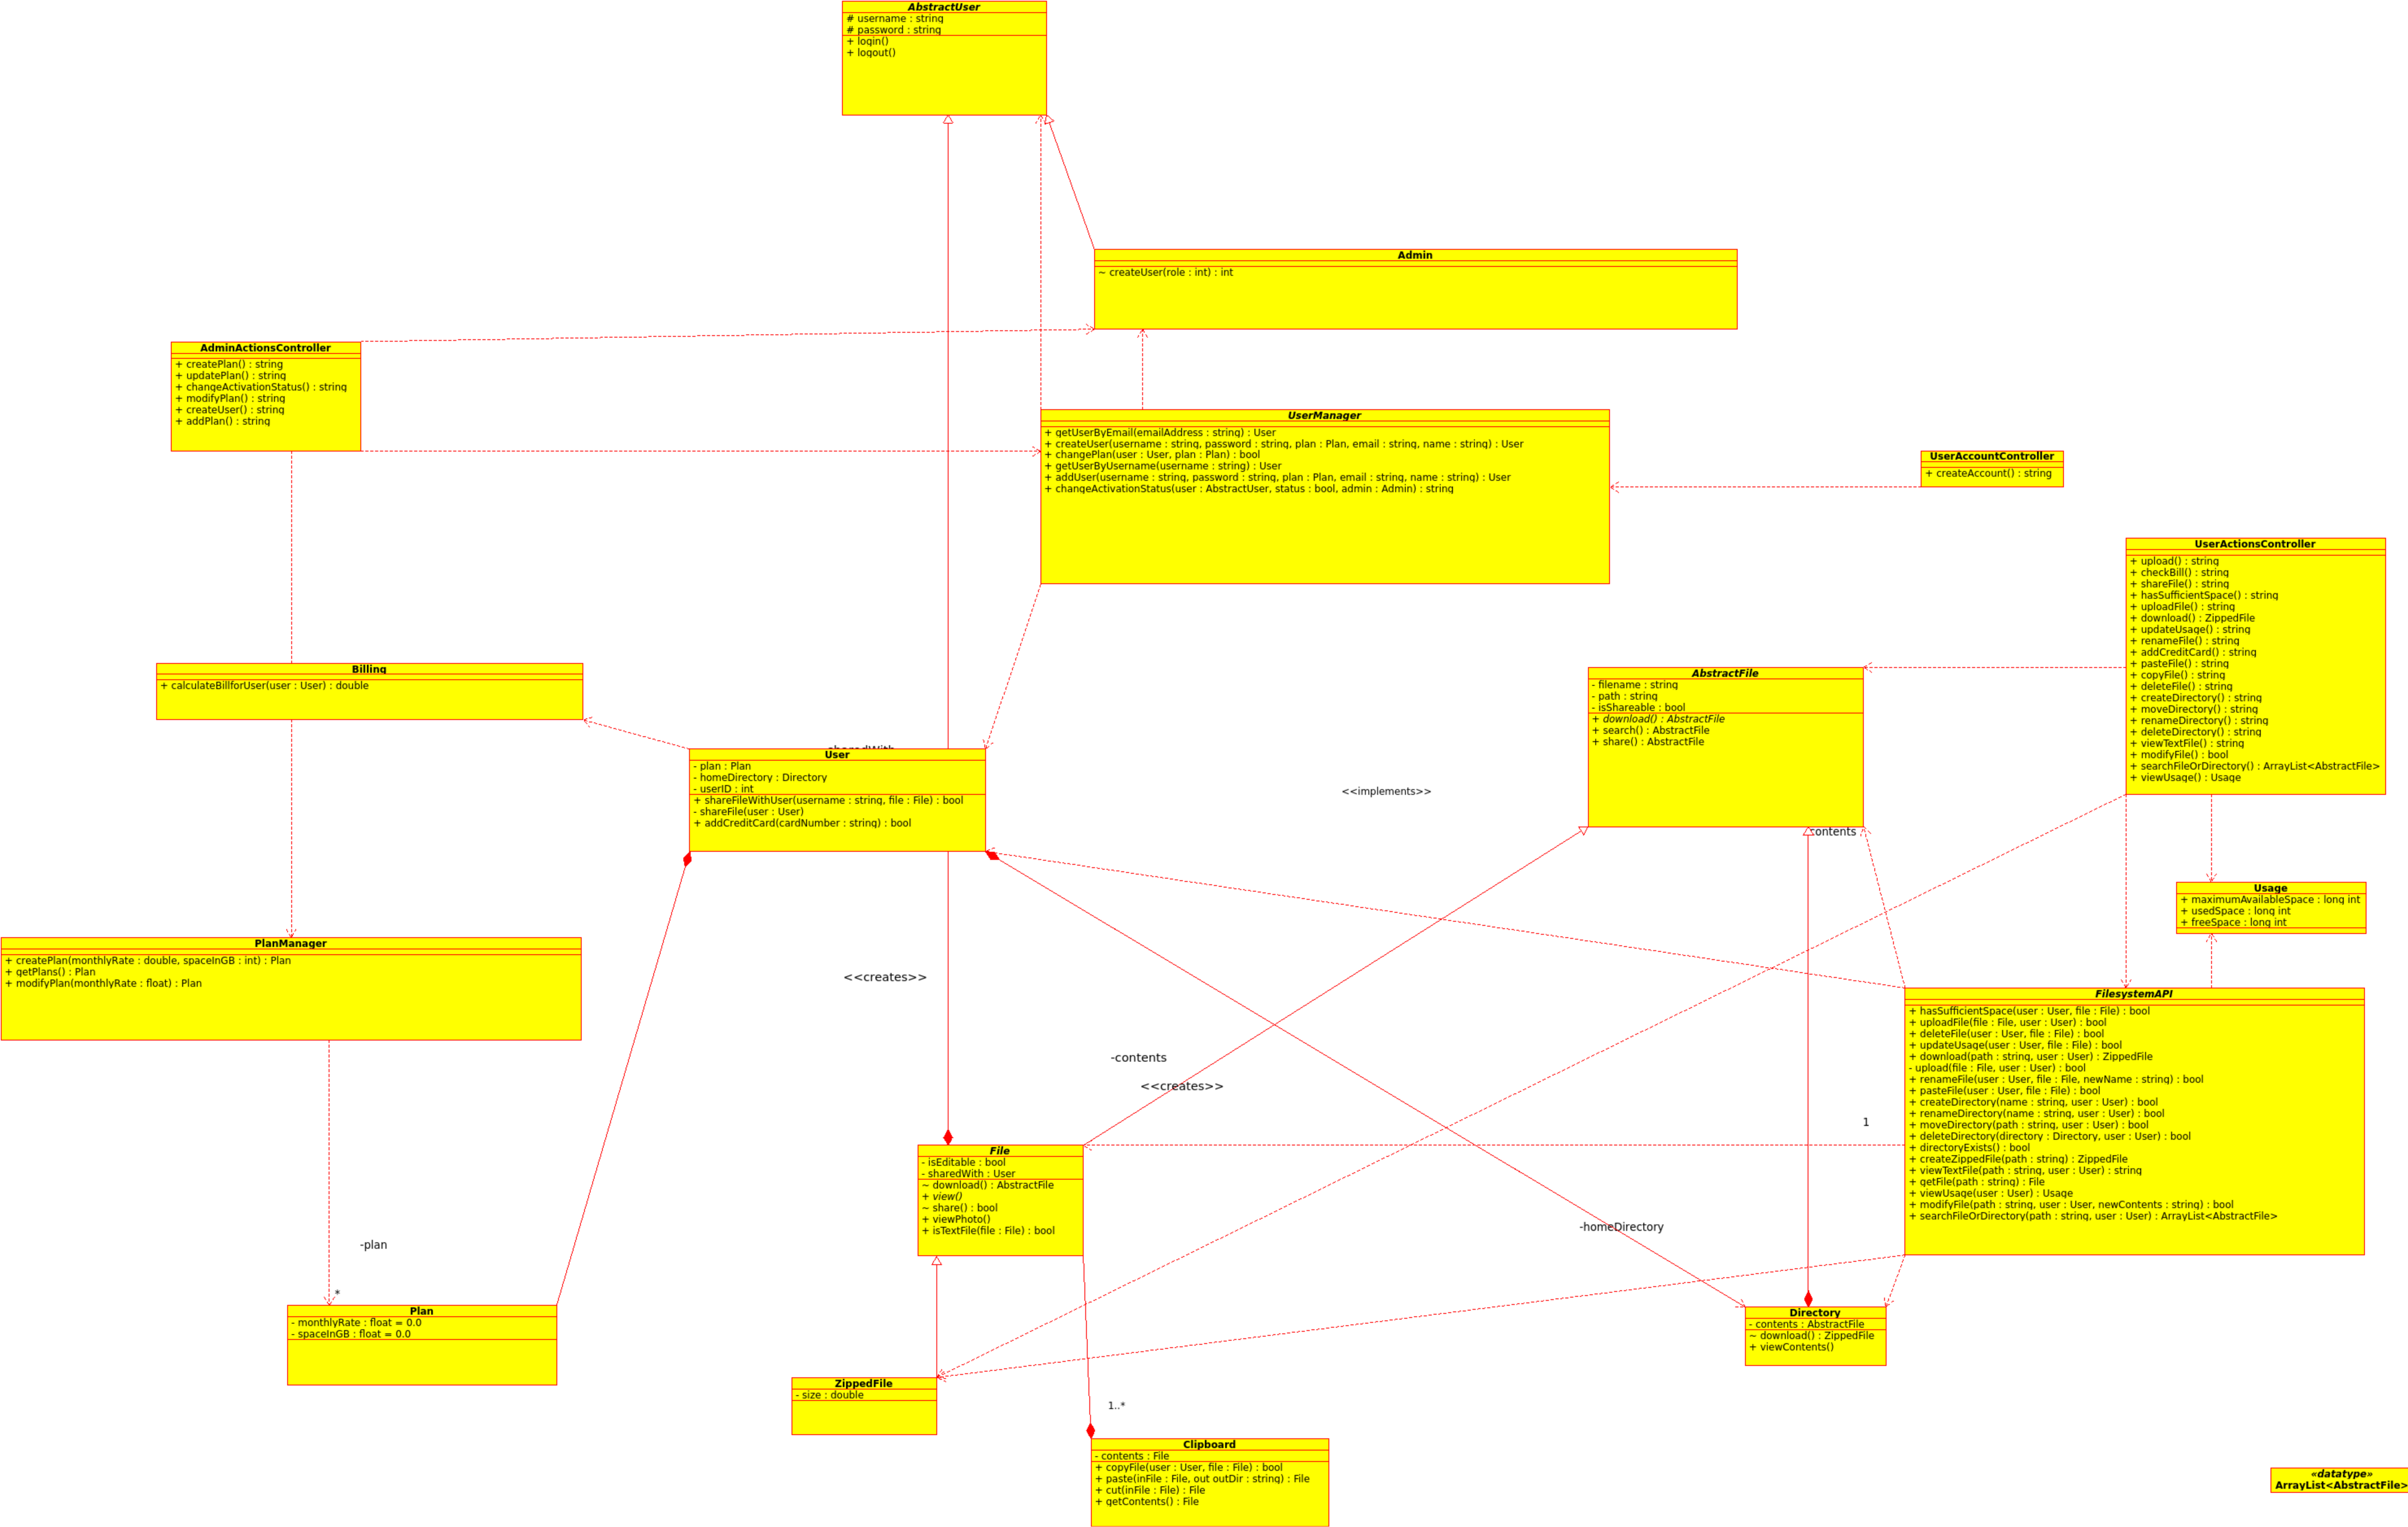 AbstractUser
# username : string
# password : string
+ login()
+ logout()
Admin
~ createUser(role : int) : int
AdminActionsController
+ createPlan() : string
+ updatePlan() : string
+ changeActivationStatus() : string
+ modifyPlan() : string
+ createUser() : string
+ addPlan() : string
UserManager
+ getUserByEmail(emailAddress : string) : User
+ createUser(username : string, password : string, plan : Plan, email : string, name : string) : User
+ changePlan(user : User, plan : Plan) : bool
+ getUserByUsername(username : string) : User
+ addUser(username : string, password : string, plan : Plan, email : string, name : string) : User
+ changeActivationStatus(user : AbstractUser, status : bool, admin : Admin) : string
UserAccountController
+ createAccount() : string
UserActionsController
+ upload() : string
+ checkBill() : string
+ shareFile() : string
+ hasSufficientSpace() : string
+ uploadFile() : string
+ download() : ZippedFile
+ updateUsage() : string
+ renameFile() : string
+ addCreditCard() : string
+ pasteFile() : string
+ copyFile() : string
+ deleteFile() : string
+ createDirectory() : string
+ moveDirectory() : string
+ renameDirectory() : string
+ deleteDirectory() : string
+ viewTextFile() : string
+ modifyFile() : bool
+ searchFileOrDirectory() : ArrayList<AbstractFile>
+ viewUsage() : Usage
Billing
+ calculateBillforUser(user : User) : double
AbstractFile
- filename : string
- path : string
- isShareable : bool
+ download() : AbstractFile
+ search() : AbstractFile
+ share() : AbstractFile
sharedWith
User
- plan : Plan
- homeDirectory : Directory
- userID : int
+ shareFileWithUser(username : string, file : File) : bool
- shareFile(user : User)
+ addCreditCard(cardNumber : string) : bool
<<implements>>
contents
Usage
+ maximumAvailableSpace : long int
+ usedSpace : long int
+ freeSpace : long int
PlanManager
+ createPlan(monthlyRate : double, spaceInGB : int) : Plan
+ getPlans() : Plan
+ modifyPlan(monthlyRate : float) : Plan
<<creates>>
FilesystemAPI
+ hasSufficientSpace(user : User, file : File) : bool
+ uploadFile(file : File, user : User) : bool
+ deleteFile(user : User, file : File) : bool
+ updateUsage(user : User, file : File) : bool
+ download(path : string, user : User) : ZippedFile
- upload(file : File, user : User) : bool
+ renameFile(user : User, file : File, newName : string) : bool
+ pasteFile(user : User, file : File) : bool
+ createDirectory(name : string, user : User) : bool
+ renameDirectory(name : string, user : User) : bool
+ moveDirectory(path : string, user : User) : bool
+ deleteDirectory(directory : Directory, user : User) : bool
+ directoryExists() : bool
+ createZippedFile(path : string) : ZippedFile
+ viewTextFile(path : string, user : User) : string
+ getFile(path : string) : File
+ viewUsage(user : User) : Usage
+ modifyFile(path : string, user : User, newContents : string) : bool
+ searchFileOrDirectory(path : string, user : User) : ArrayList<AbstractFile>
-contents
<<creates>>
1
File
- isEditable : bool
- sharedWith : User
~ download() : AbstractFile
+ view()
~ share() : bool
+ viewPhoto()
+ isTextFile(file : File) : bool
-homeDirectory
-plan
*
Plan
- monthlyRate : float = 0.0
- spaceInGB : float = 0.0
Directory
- contents : AbstractFile
~ download() : ZippedFile
+ viewContents()
ZippedFile
- size : double
1..*
Clipboard
- contents : File
+ copyFile(user : User, file : File) : bool
+ paste(inFile : File, out outDir : string) : File
+ cut(inFile : File) : File
+ getContents() : File
«datatype»
ArrayList<AbstractFile>